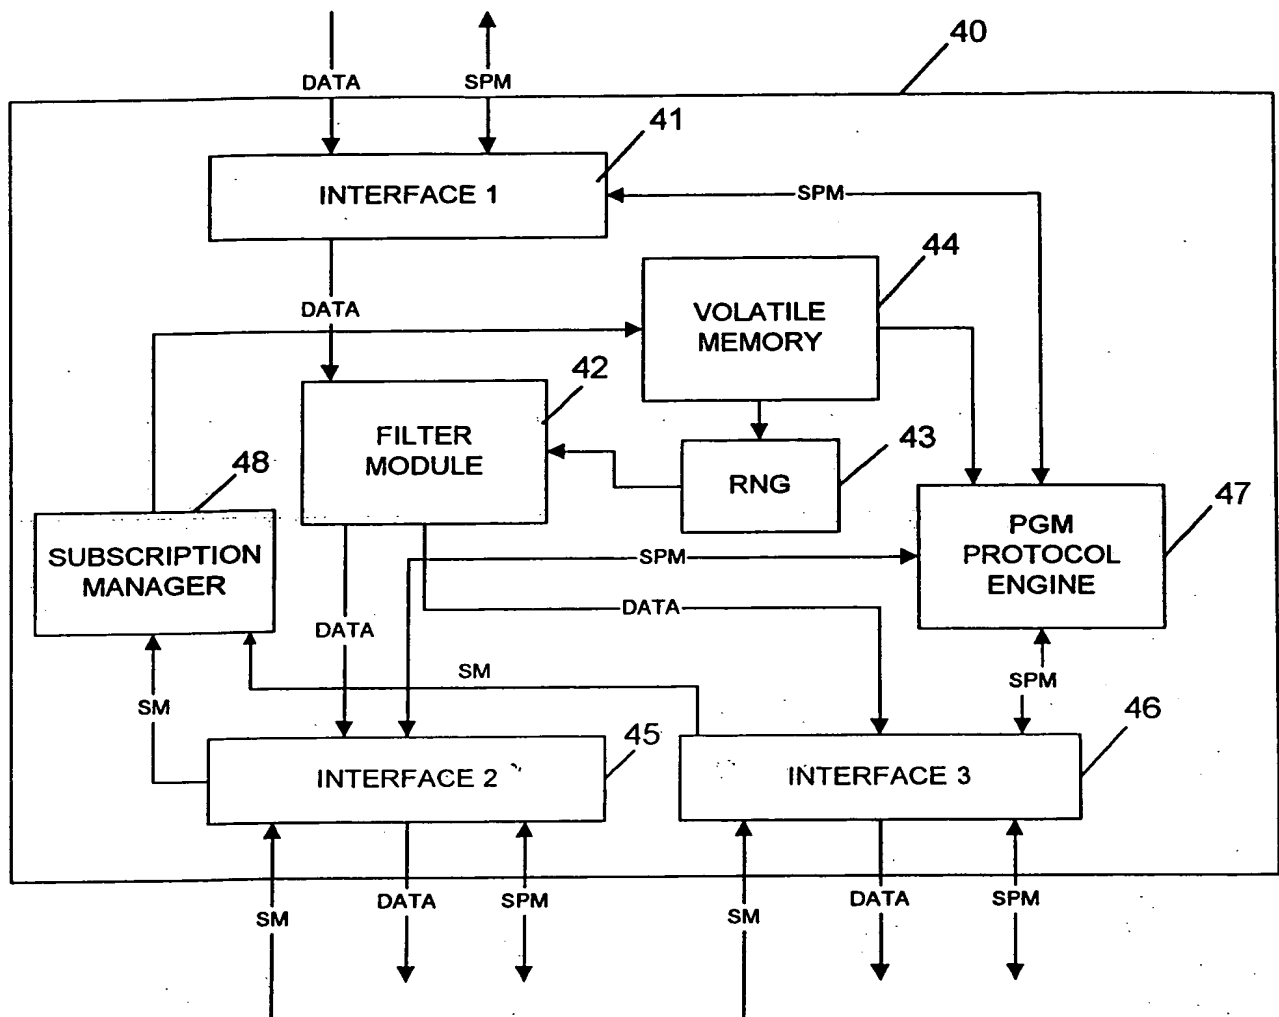 40
DATA
SPM
41
INTERFACE 1
SPM
44
VOLATILE
MEMORY
DATA
42
FILTER
MODULE
43
RNG
48
47
PGM
PROTOCOL
ENGINE
SUBSCRIPTION
MANAGER
SPM
DATA
DATA
SM
SPM
SM
45
46
INTERFACE 2
INTERFACE 3
SM
DATA
SPM
SM
DATA
SPM